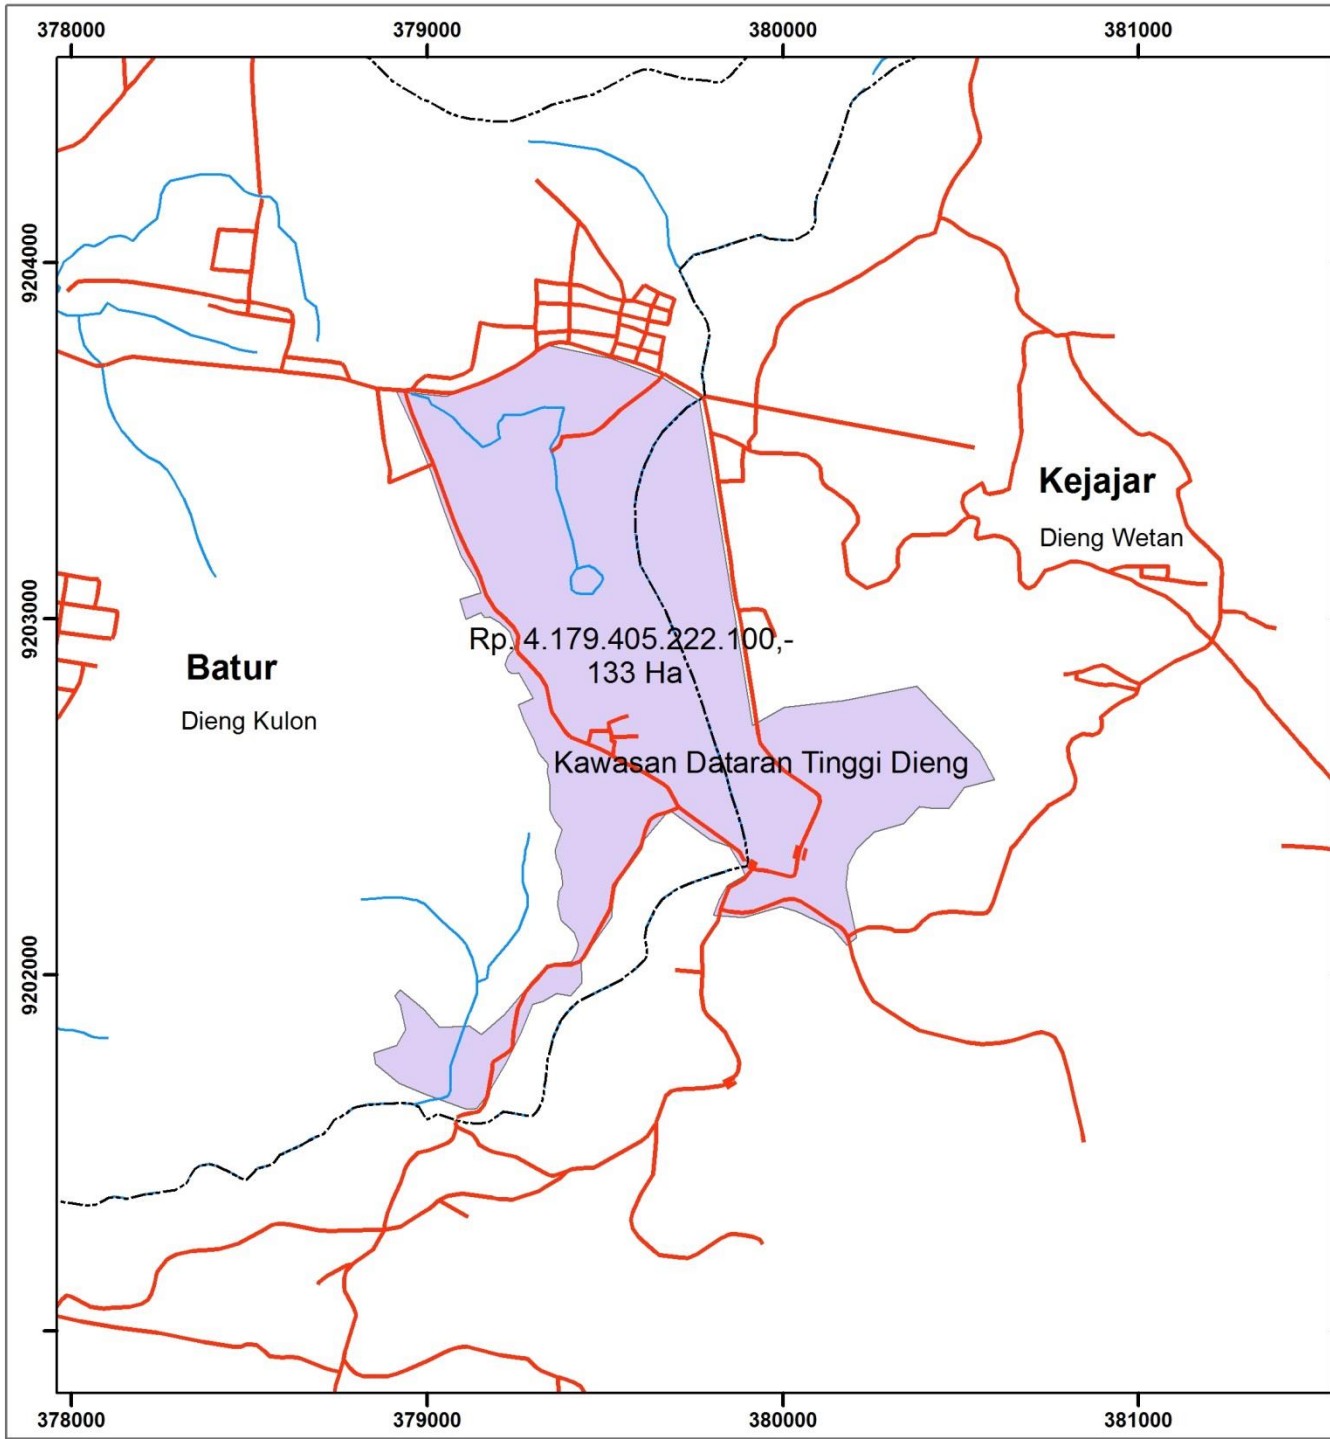 378000
379000
380000
381000
9204000
9203000
9202000
Kejajar
Dieng Wetan
Batur
Dieng Kulon
Rp. 4.179.405.222.100,-
133 Ha
Kawasan Dataran Tinggi Dieng
378000
379000
380000
381000